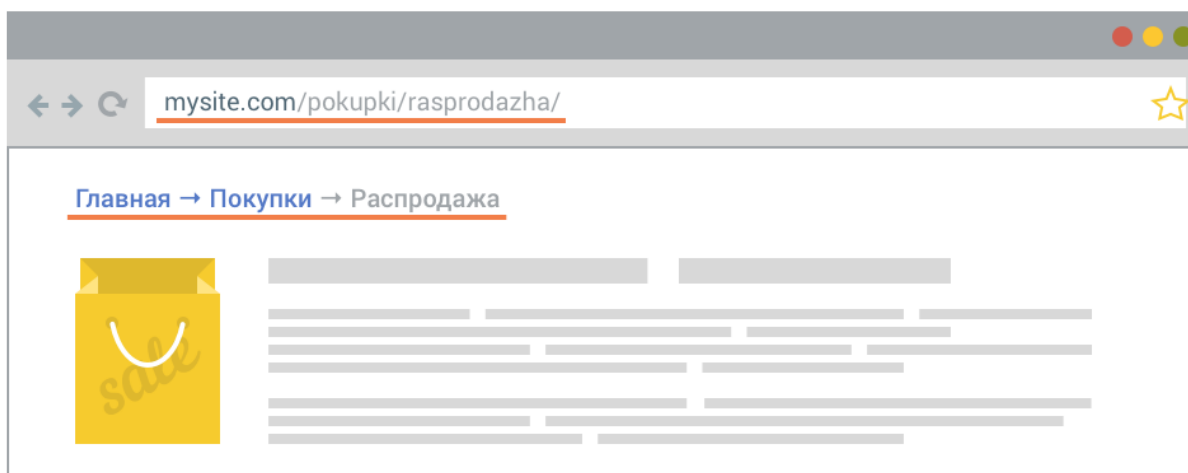 mysite.com/pokupki/rasprodazha/
Главная → Покупки → Распродажа
sale